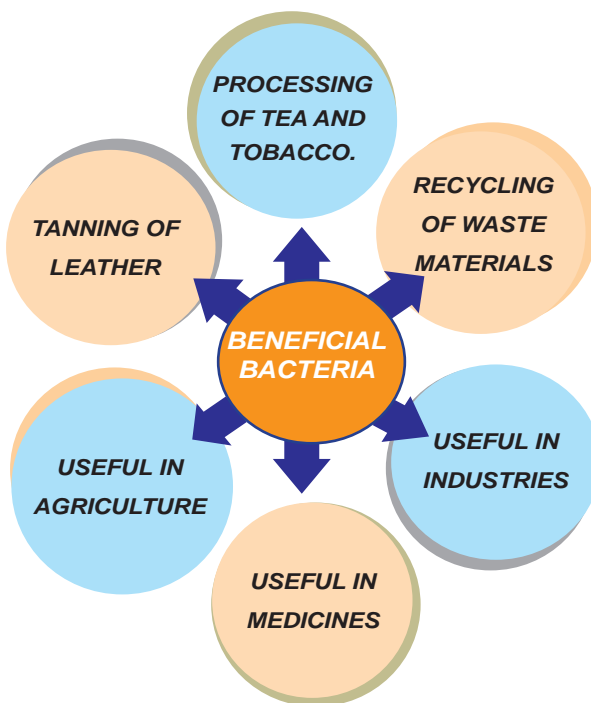 PROCESSING
OF TEA AND
TOBACCO.
RECYCLING
OF WASTE
MATERIALS
TANNING OF
LEATHER
BENEFICIAL
BACTERIA
USEFUL IN
INDUSTRIES
USEFUL IN
AGRICULTURE
USEFUL IN
MEDICINES